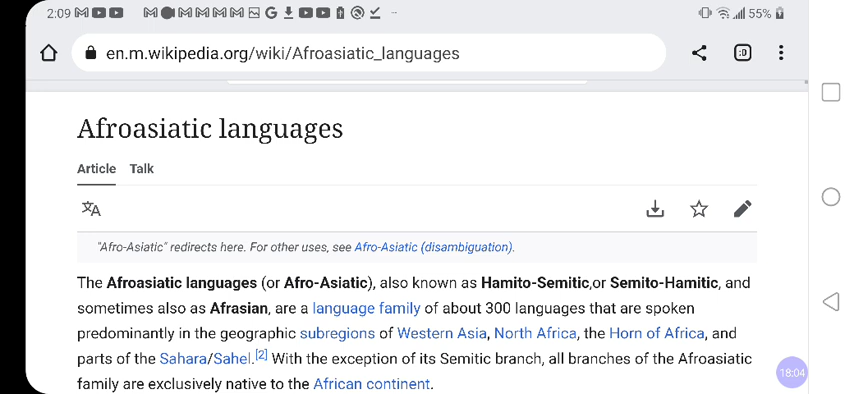 2:09
55%
en.m.wikipedia.org/wiki/Afroasiatic_languages
:D
Afroasiatic languages
Article Talk
"Afro-Asiatic" redirects here. For other uses, see Afro-Asiatic (disambiguation).
The Afroasiatic languages (or Afro-Asiatic), also known as Hamito-Semitic,or Semito-Hamitic, and
sometimes also as Afrasian, are a language family of about 300 languages that are spoken
predominantly in the geographic subregions of Western Asia, North Africa, the Horn of Africa, and
parts of the Sahara/Sahel.[2] With the exception of its Semitic branch, all branches of the Afroasiatic
family are exclusively native to the African continent.
18:04